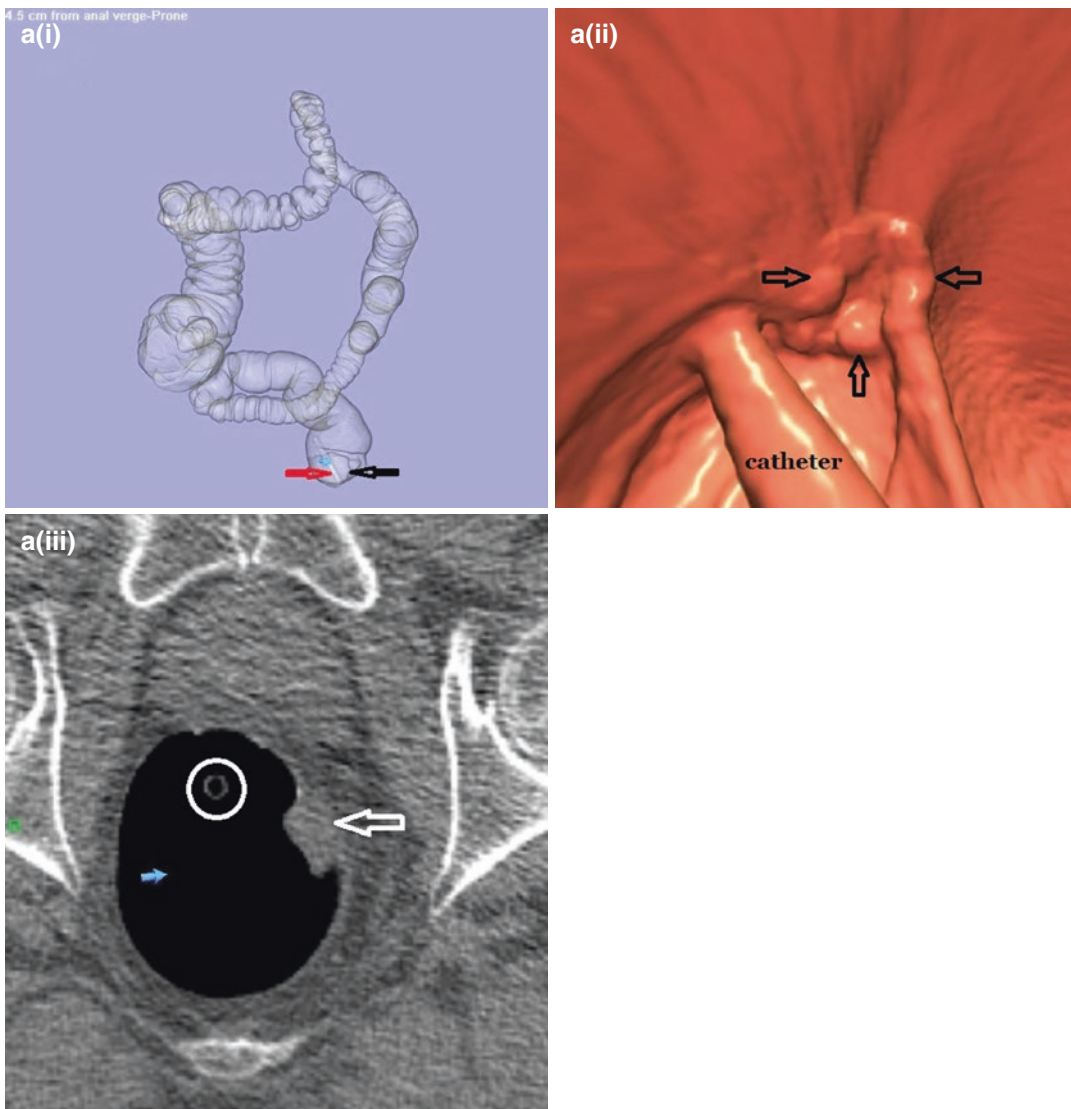 4.5 cm from anal verge-Prone
a(i)
a(ii)
catheter
a(iii)